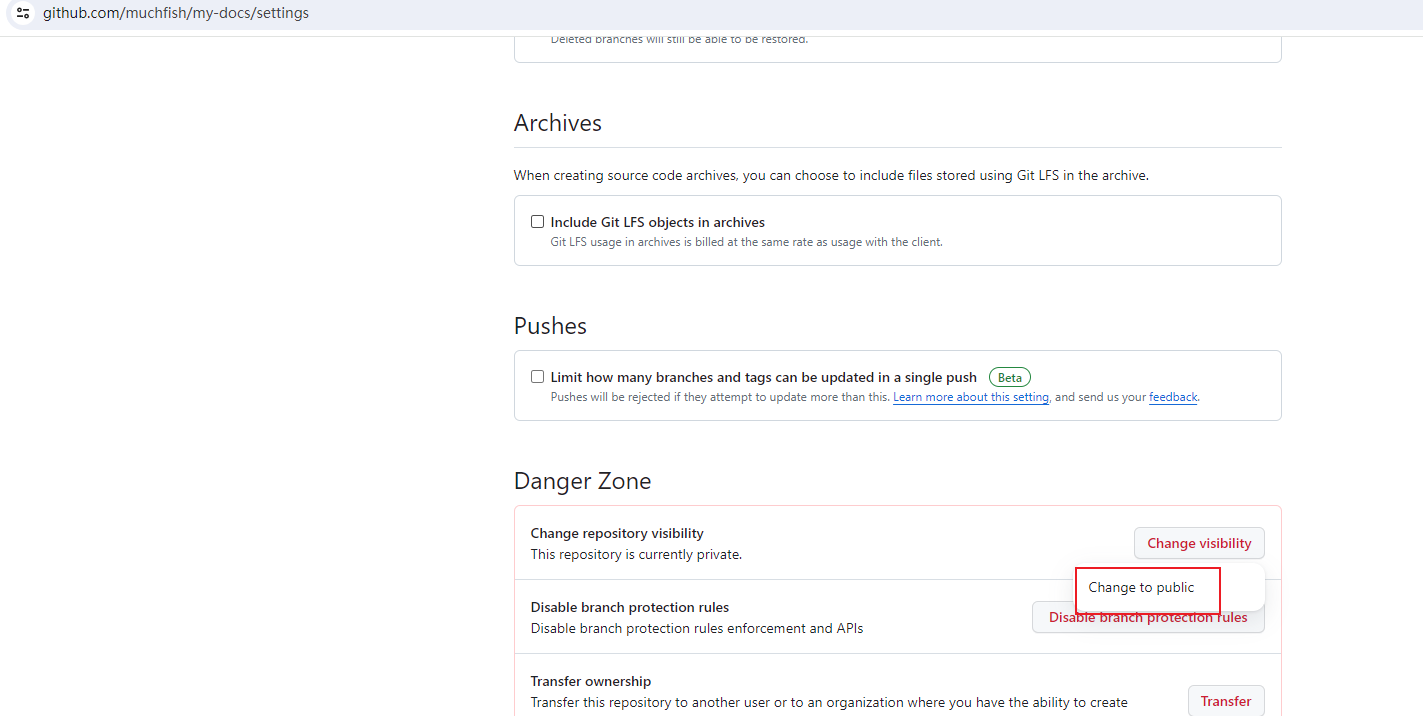 github.com/muchfish/my-docs/settings
Deleted branches will still be able to be restored.
Archives
When creating source code archives, you can choose to include files stored using Git LFS in the archive.
Include Git LFS objects in archives
Git LFS usage in archives is billed at the same rate as usage with the client.
Pushes
Limit how many branches and tags can be updated in a single push Beta
Pushes will be rejected if they attempt to update more than this. Learn more about this setting, and send us your feedback.
Danger Zone
Change repository visibility
This repository is currently private.
Change visibility
Change to public
Disable branch protection rules
Disable branch protection rules enforcement and APIs
Disable branch protection rules
Transfer ownership
Transfer this repository to another user or to an organization where you have the ability to create
Transfer